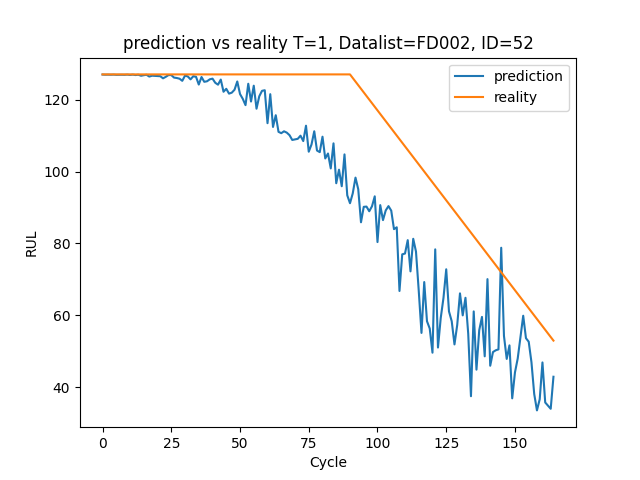 prediction vs reality T=1, Datalist=FD002, ID=52
prediction
reality
RUL
120
100
80
60
40
0 25 50 75 100 125 150
Cycle